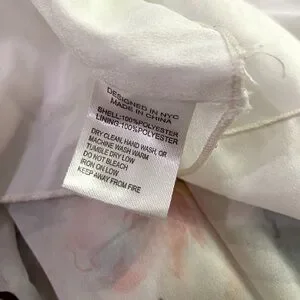 DESIGNED IN NYC
MADE IN CHINA
SHELL:100%POLYESTER
LINING:100%POLYESTER
DRY CLEAN, HAND WASH, OR
MACHINE WASH WARM
TUMBLE DRY LOW
DO NOT BLEACH
IRON ON LOW
KEEP AWAY FROM FIRE